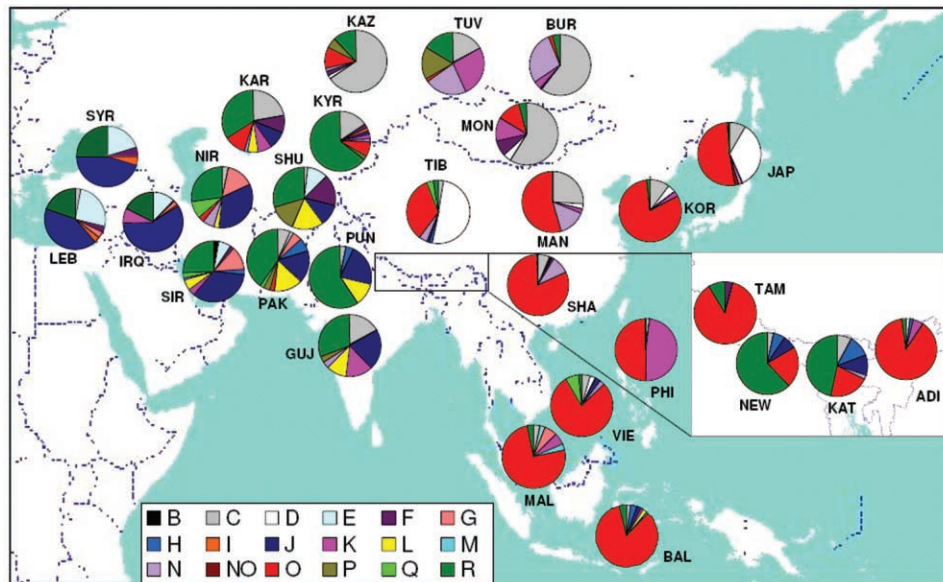 KAZ TUV BUR
KAR
SYR KYR
MON
NIR SHU
TIB JAP
KOR
LEB IRQ PUN MAN
SIR PAK SHA TAM
GUJ
PHI NEW KAT ADI
VIE
MAL
BAL
B C D E F G
H I J K L M
N NO O P Q R